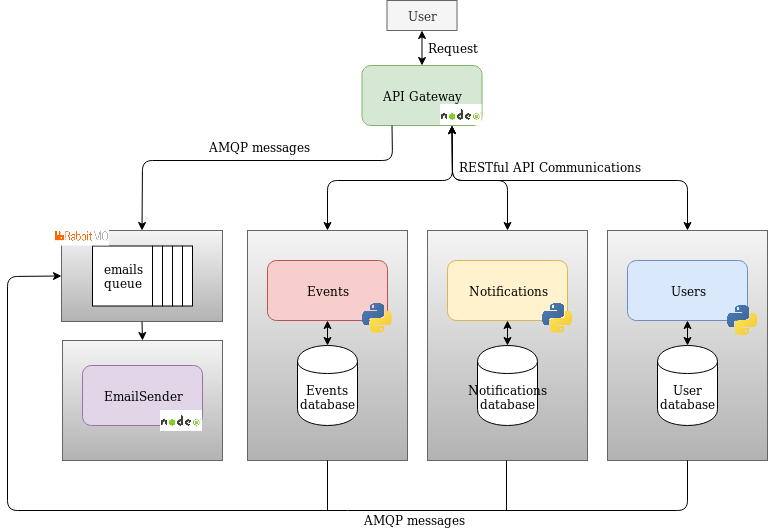 User
Request
API Gateway
node
AMQP messages
RESTful API Communications
RabbitMQ
emails
queue
Events
Notifications
Users
EmailSender
node
Events
database
Notifications
database
User
database
AMQP messages